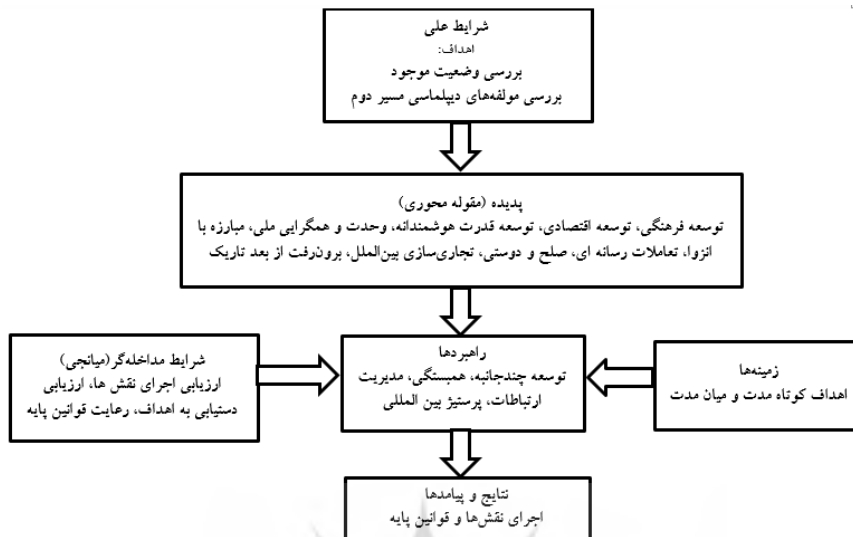 شرایط علی
اهداف:
بررسی وضعیت موجود
بررسی مولفه‌های دیپلماسی مسیر دوم
پدیده (مقوله محوری)
توسعه فرهنگی، توسعه اقتصادی، توسعه قدرت هوشمندانه، وحدت و همگرایی ملی، مبارزه با
انزوا، تعاملات رسانه ای، صلح و دوستی، تجاری‌سازی بین‌الملل، برون‌رفت از بعد تاریک
زمینه‌ها
اهداف کوتاه مدت و میان مدت
راهبردها
توسعه چندجانبه، همبستگی، مدیریت
ارتباطات، پرستیژ بین المللی
شرایط مداخله‌گر(میانجی)
ارزیابی اجرای نقش ها، ارزیابی
دستیابی به اهداف، رعایت قوانین پایه
نتایج و پیامدها
اجرای نقش‌ها و قوانین پایه